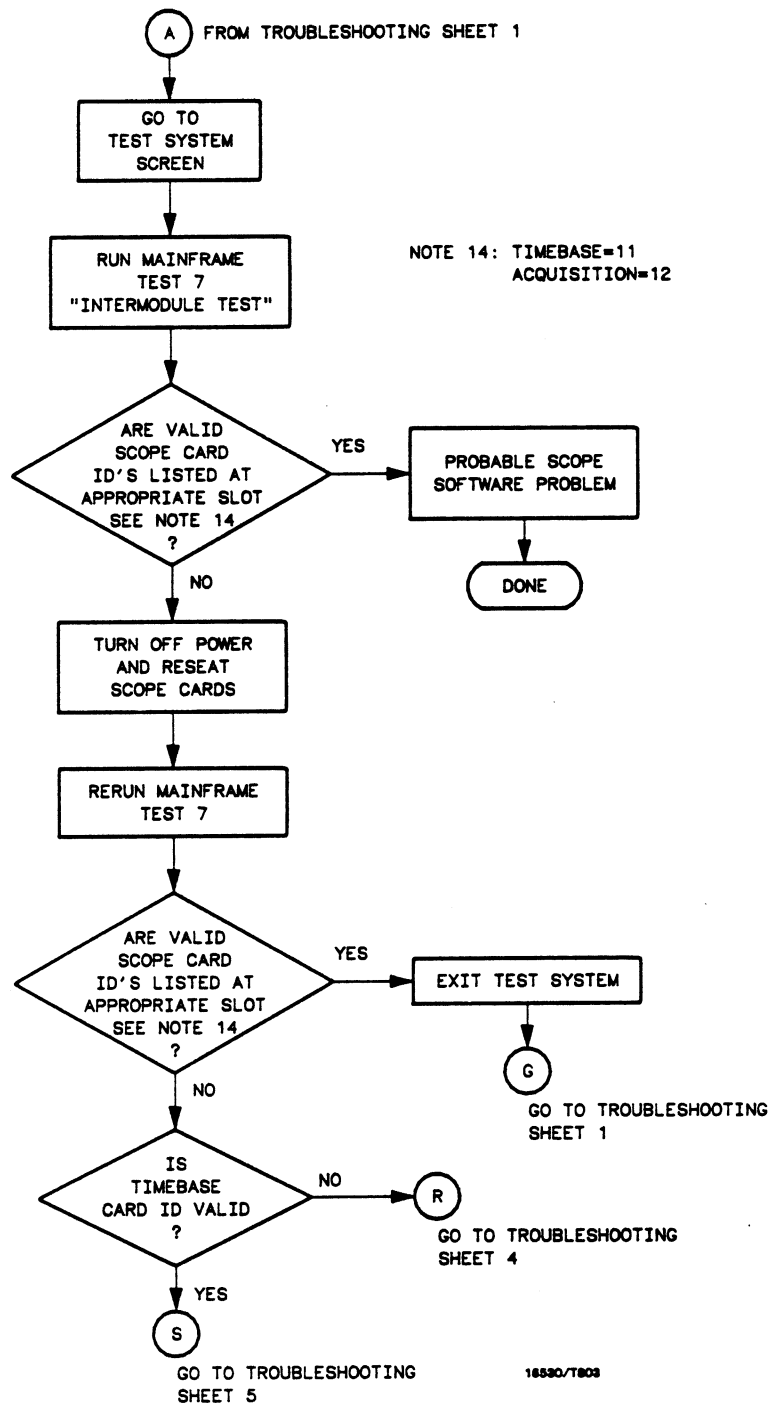 A FROM TROUBLESHOOTING SHEET 1
GO TO
TEST SYSTEM
SCREEN
RUN MAINFRAME
TEST 7
"INTERMODULE TEST"
NOTE 14: TIMEBASE=11
ACQUISITION=12
ARE VALID
SCOPE CARD
ID'S LISTED AT
APPROPRIATE SLOT
SEE NOTE 14
?
YES
PROBABLE SCOPE
SOFTWARE PROBLEM
DONE
NO
TURN OFF POWER
AND RESEAT
SCOPE CARDS
RERUN MAINFRAME
TEST 7
ARE VALID
SCOPE CARD
ID'S LISTED AT
APPROPRIATE SLOT
SEE NOTE 14
?
YES
EXIT TEST SYSTEM
G
GO TO TROUBLESHOOTING
SHEET 1
NO
IS
TIMEBASE
CARD ID VALID
?
NO
R
GO TO TROUBLESHOOTING
SHEET 4
YES
S
GO TO TROUBLESHOOTING
SHEET 5
16530/T803